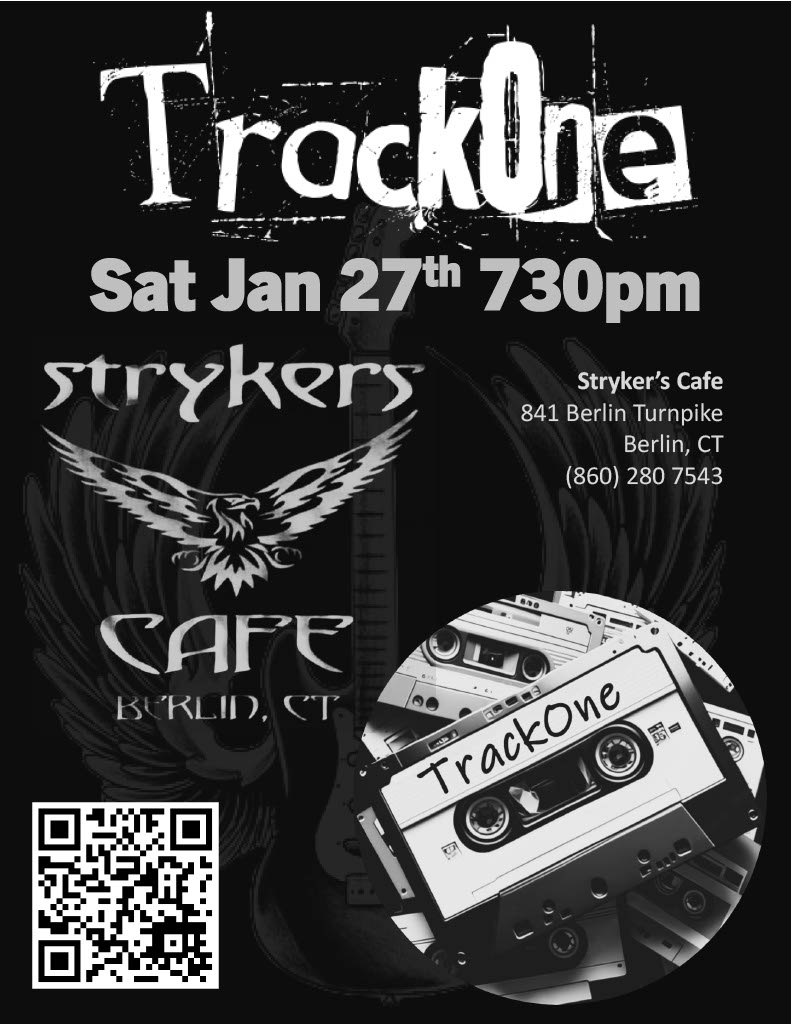 TrackOne
Sat Jan 27th 730pm
strykers
CAFE
BERLIN, CT
Stryker’s Cafe
841 Berlin Turnpike
Berlin, CT
(860) 280 7543
TrackOne